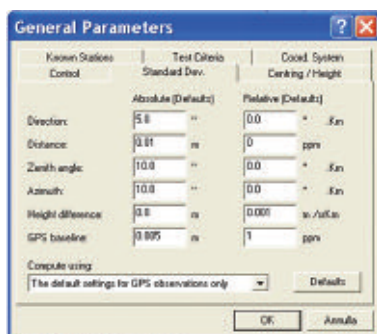 General Parameters
Known Stations Test Criteria Coord. System
Control Standard Dev. Centring / Height
Absolute (Defaults) Relative (Defaults)
Direction: 5.0 " 0.0 " .Km
Distance: 0.01 m 0 ppm
Zenith angle: 10.0 " 0.0 " .Km
Azimuth: 10.0 " 0.0 " .Km
Height difference: 0.0 m 0.001 m./√Km
GPS baseline: 0.005 m 1 ppm
Compute using:
The default settings for GPS observations only Defaults
OK Annulla